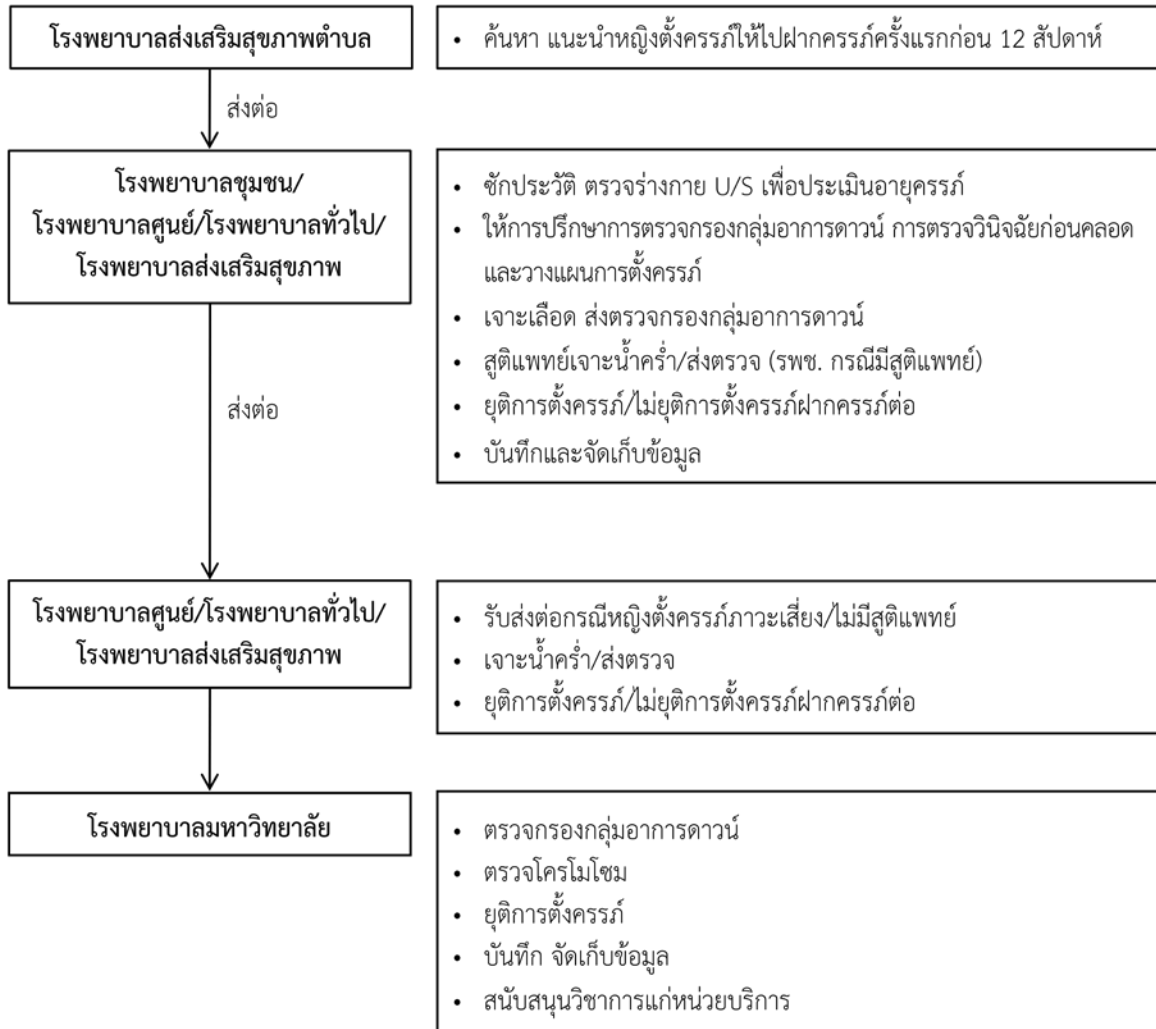 โรงพยาบาลส่งเสริมสุขภาพตำบล
• ค้นหา แนะนำหญิงตั้งครรภ์ให้ไปฝากครรภ์ครั้งแรกก่อน 12 สัปดาห์
ส่งต่อ
โรงพยาบาลชุมชน/
โรงพยาบาลศูนย์/โรงพยาบาลทั่วไป/
โรงพยาบาลส่งเสริมสุขภาพ
• ซักประวัติ ตรวจร่างกาย U/S เพื่อประเมินอายุครรภ์
• ให้การปรึกษาการตรวจกรองกลุ่มอาการดาวน์ การตรวจวินิจฉัยก่อนคลอด
และวางแผนการตั้งครรภ์
• เจาะเลือด ส่งตรวจกรองกลุ่มอาการดาวน์
• สูติแพทย์เจาะน้ำคร่ำ/ส่งตรวจ (รพช. กรณีมีสูติแพทย์)
• ยุติการตั้งครรภ์/ไม่ยุติการตั้งครรภ์ฝากครรภ์ต่อ
• บันทึกและจัดเก็บข้อมูล
ส่งต่อ
โรงพยาบาลศูนย์/โรงพยาบาลทั่วไป/
โรงพยาบาลส่งเสริมสุขภาพ
• รับส่งต่อกรณีหญิงตั้งครรภ์ภาวะเสี่ยง/ไม่มีสูติแพทย์
• เจาะน้ำคร่ำ/ส่งตรวจ
• ยุติการตั้งครรภ์/ไม่ยุติการตั้งครรภ์ฝากครรภ์ต่อ
โรงพยาบาลมหาวิทยาลัย
• ตรวจกรองกลุ่มอาการดาวน์
• ตรวจโครโมโซม
• ยุติการตั้งครรภ์
• บันทึก จัดเก็บข้อมูล
• สนับสนุนวิชาการแก่หน่วยบริการ